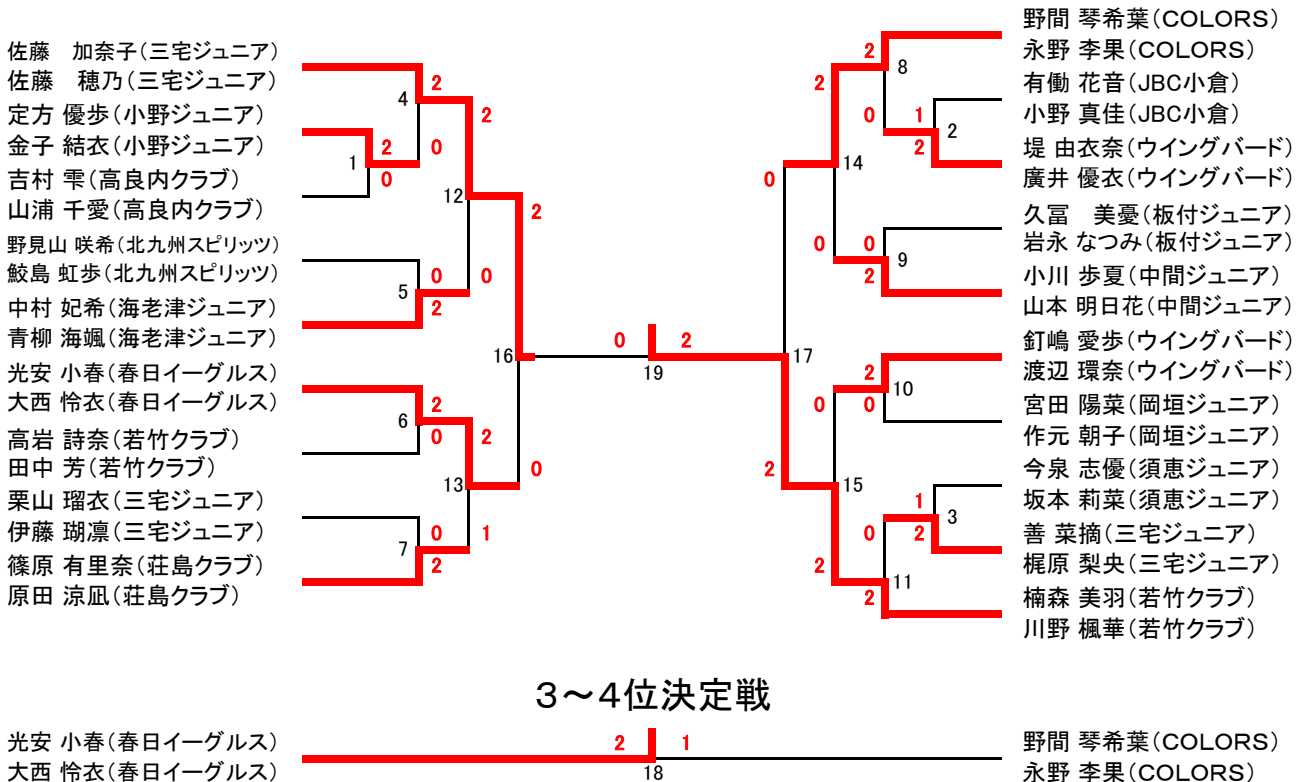 佐藤　加奈子(三宅ジュニア)
佐藤　穂乃(三宅ジュニア)
定方 優歩(小野ジュニア)
金子 結衣(小野ジュニア)
吉村 雫(高良内クラブ)
山浦 千愛(高良内クラブ)
野見山 咲希(北九州スピリッツ)
鮫島 虹歩(北九州スピリッツ)
中村 妃希(海老津ジュニア)
青柳 海颯(海老津ジュニア)
光安 小春(春日イーグルス)
大西 怜衣(春日イーグルス)
高岩 詩奈(若竹クラブ)
田中 芳(若竹クラブ)
栗山 瑠衣(三宅ジュニア)
伊藤 瑚凛(三宅ジュニア)
篠原 有里奈(荘島クラブ)
原田 涼凪(荘島クラブ)
2
4
2
2
0
1
0
12
2
0
0
5
2
16
2
6
0
2
13
0
0
1
7
2
0
2
19
野間 琴希葉(COLORS)
永野 李果(COLORS)
有働 花音(JBC小倉)
小野 真佳(JBC小倉)
堤 由衣奈(ウイングバード)
廣井 優衣(ウイングバード)
久冨　美憂(板付ジュニア)
岩永 なつみ(板付ジュニア)
小川 歩夏(中間ジュニア)
山本 明日花(中間ジュニア)
釘嶋 愛歩(ウイングバード)
渡辺 環奈(ウイングバード)
宮田 陽菜(岡垣ジュニア)
作元 朝子(岡垣ジュニア)
今泉 志優(須恵ジュニア)
坂本 莉菜(須恵ジュニア)
善 菜摘(三宅ジュニア)
梶原 梨央(三宅ジュニア)
楠森 美羽(若竹クラブ)
川野 楓華(若竹クラブ)
2
8
2
0
1
2
2
14
0
0
0
9
2
17
2
10
0
0
2
15
1
3
0
2
2
11
2
3～4位決定戦
光安 小春(春日イーグルス)
大西 怜衣(春日イーグルス)
2
1
18
野間 琴希葉(COLORS)
永野 李果(COLORS)